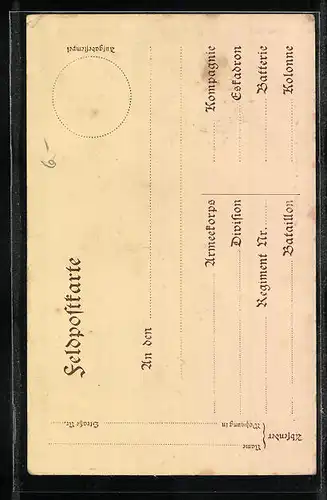 Feldpostkarte
Aufgabestempel
6.-
An den
Armeekorps
Kompagnie
Division
Eskadron
Regiment Nr.
Batterie
Bataillon
Kolonne
Absender
Name
Wohnung in
Straße Nr.